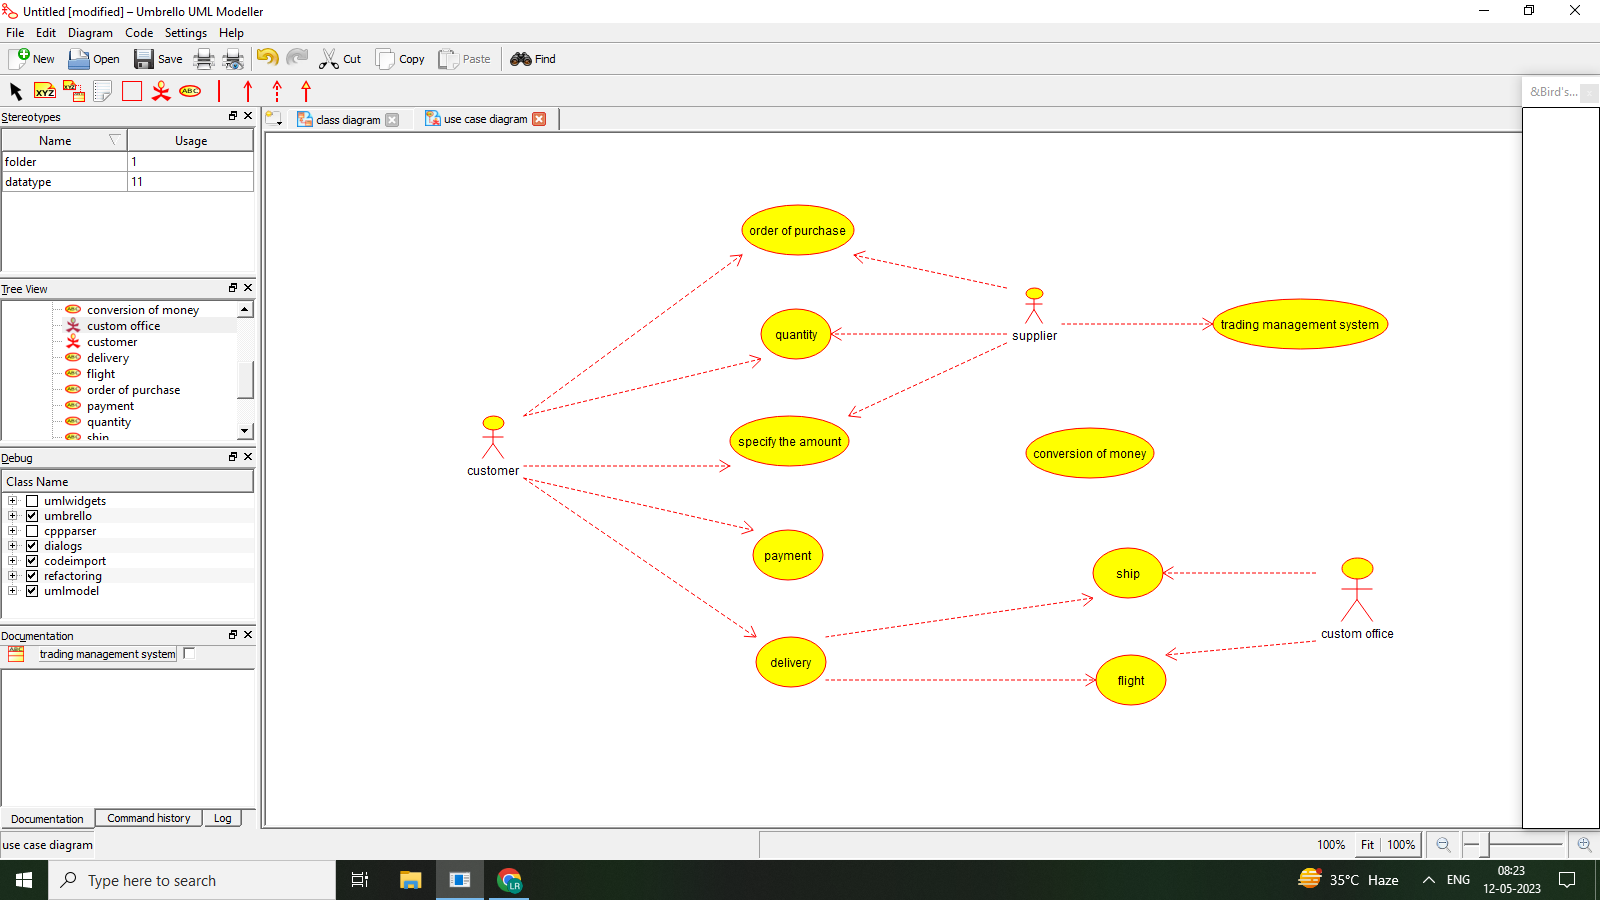 Untitled [modified] – Umbrello UML Modeller
File Edit Diagram Code Settings Help
New Open Save Cut Copy Paste Find
XYZ XYZ ABC
&Bird's...
Stereotypes
class diagram use case diagram
Name Usage
folder 1
datatype 11
Tree View
conversion of money
custom office
customer
delivery
flight
order of purchase
payment
quantity
ship
Debug
Class Name
umlwidgets
umbrello
cppparser
dialogs
codeimport
refactoring
umlmodel
Documentation
trading management system
Documentation Command history Log
order of purchase
quantity
supplier
trading management system
specify the amount
conversion of money
customer
payment
ship
custom office
delivery
flight
use case diagram
100% Fit 100%
Type here to search
LR
35°C Haze
ENG
08:23
12-05-2023